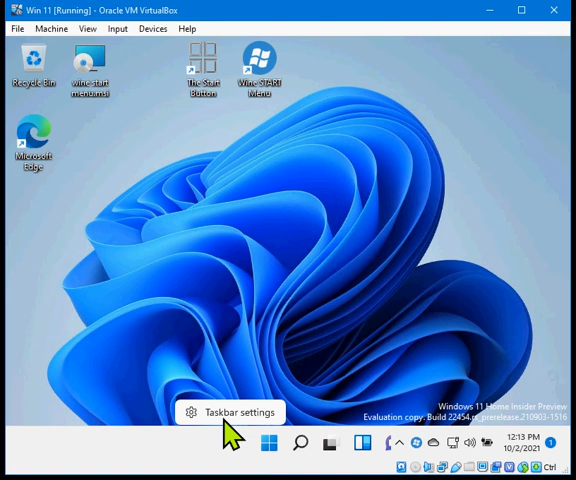 Win 11 [Running] - Oracle VM VirtualBox
File Machine View Input Devices Help
Recycle Bin
wine start
menu.msi
The Start
Button
Wine START
Menu
Microsoft
Edge
Windows 11 Home Insider Preview
Evaluation copy. Build 22454.rs_prerelease.210903-1516
Taskbar settings
12:13 PM
10/2/2021
1
Ctrl